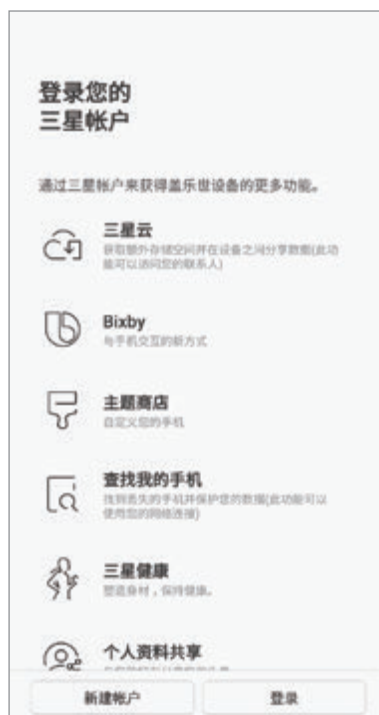 登录您的
三星帐户
通过三星帐户来获得盖乐世设备的更多功能。
三星云
获取额外存储空间并在设备之间分享数据(此功
能可以访问您的联系人)
Bixby
与手机交互的新方式
主题商店
自定义您的手机
查找我的手机
找到丢失的手机并保护您的数据(此功能可以
使用您的网络连接)
三星健康
塑造身材，保持健康。
个人资料共享
新建帐户
登录